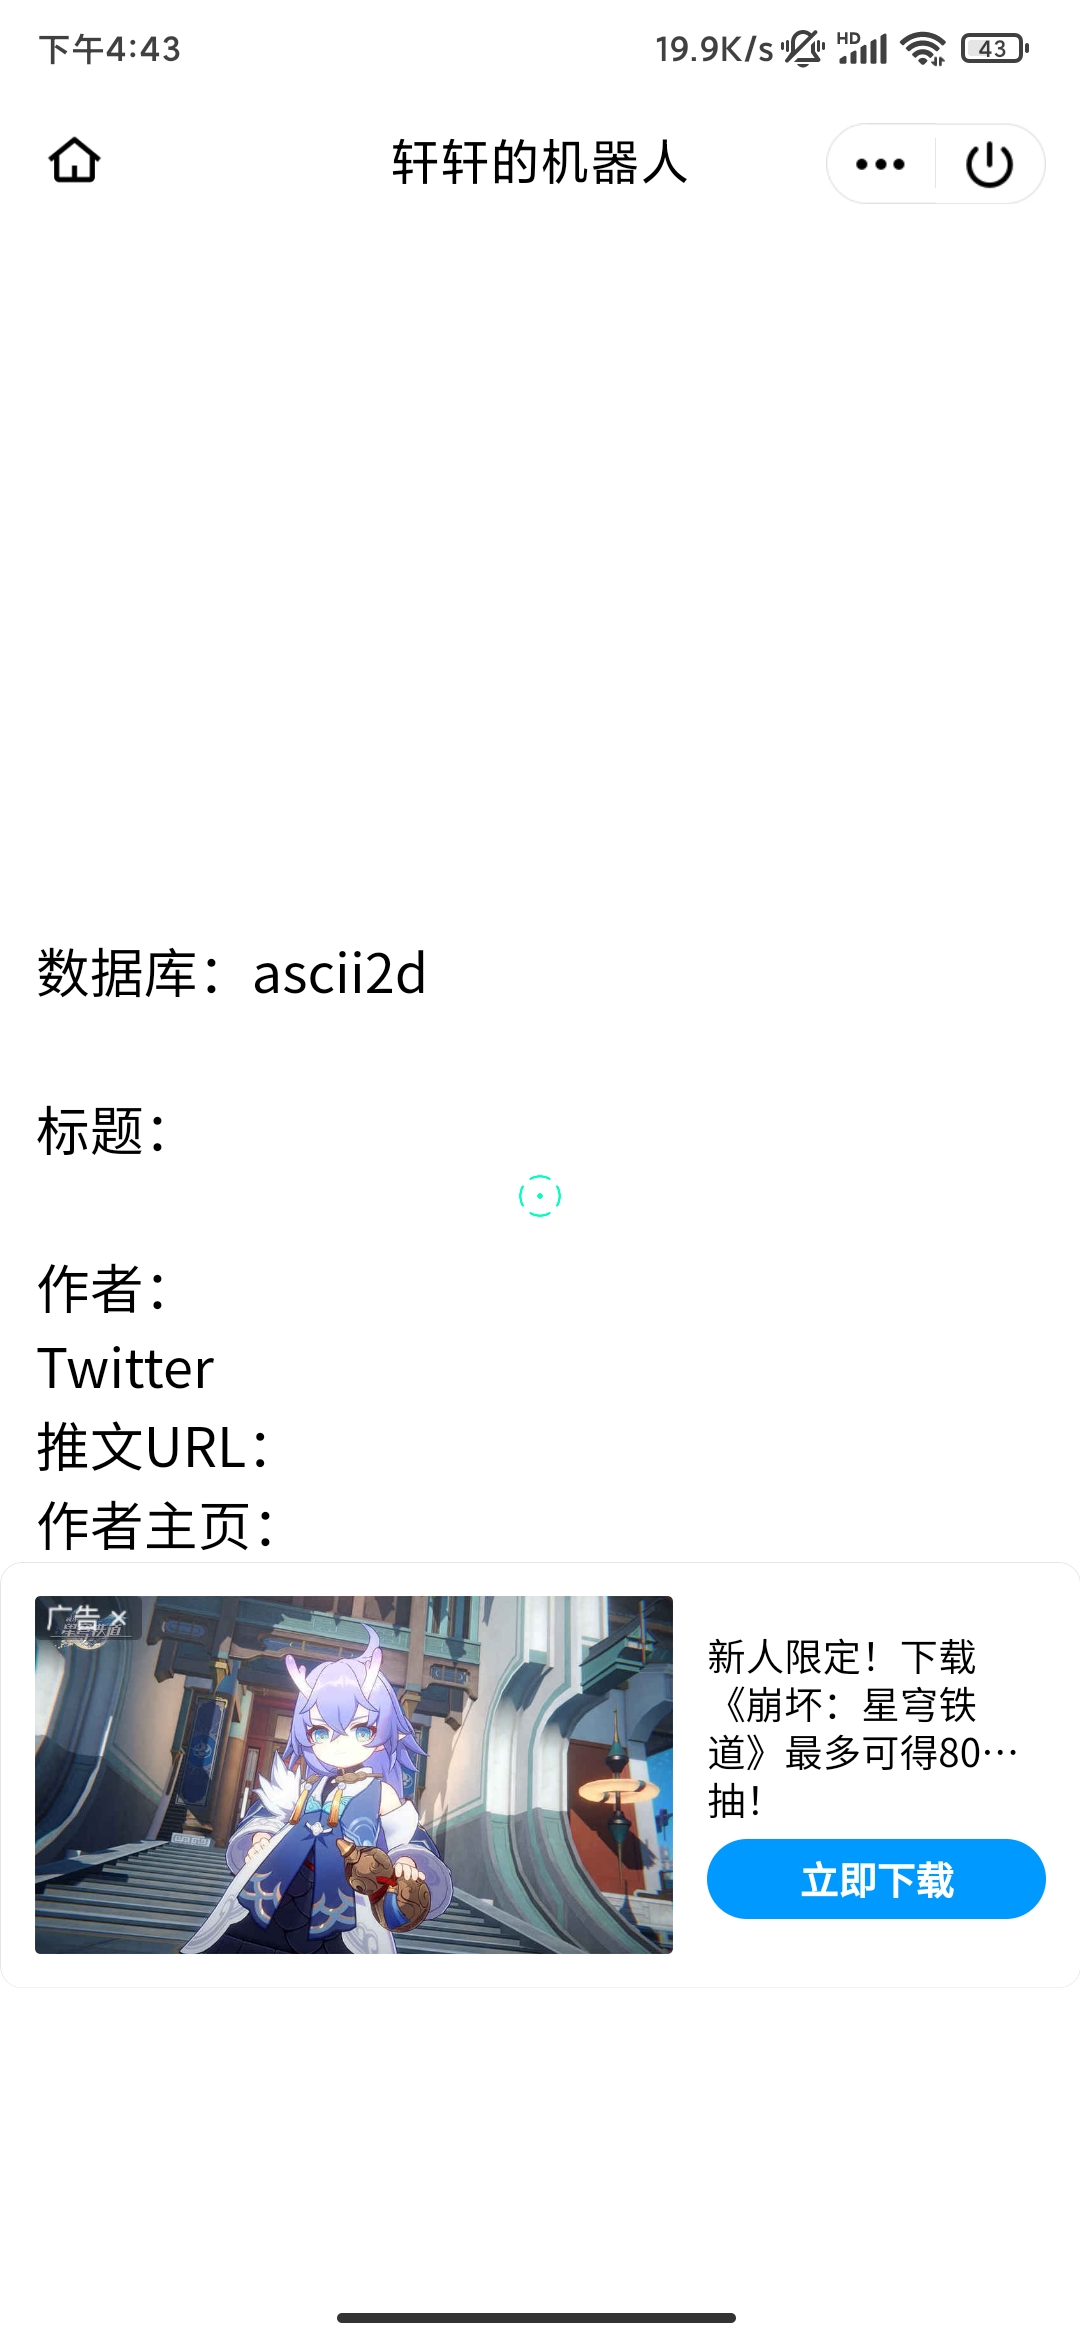 下午4:43
19.9K/s HD 43
轩轩的机器人
数据库：ascii2d
标题：
作者：
Twitter
推文URL：
作者主页：
广告 ×
新人限定！下载
《崩坏：星穹铁
道》最多可得80…
抽！
立即下载